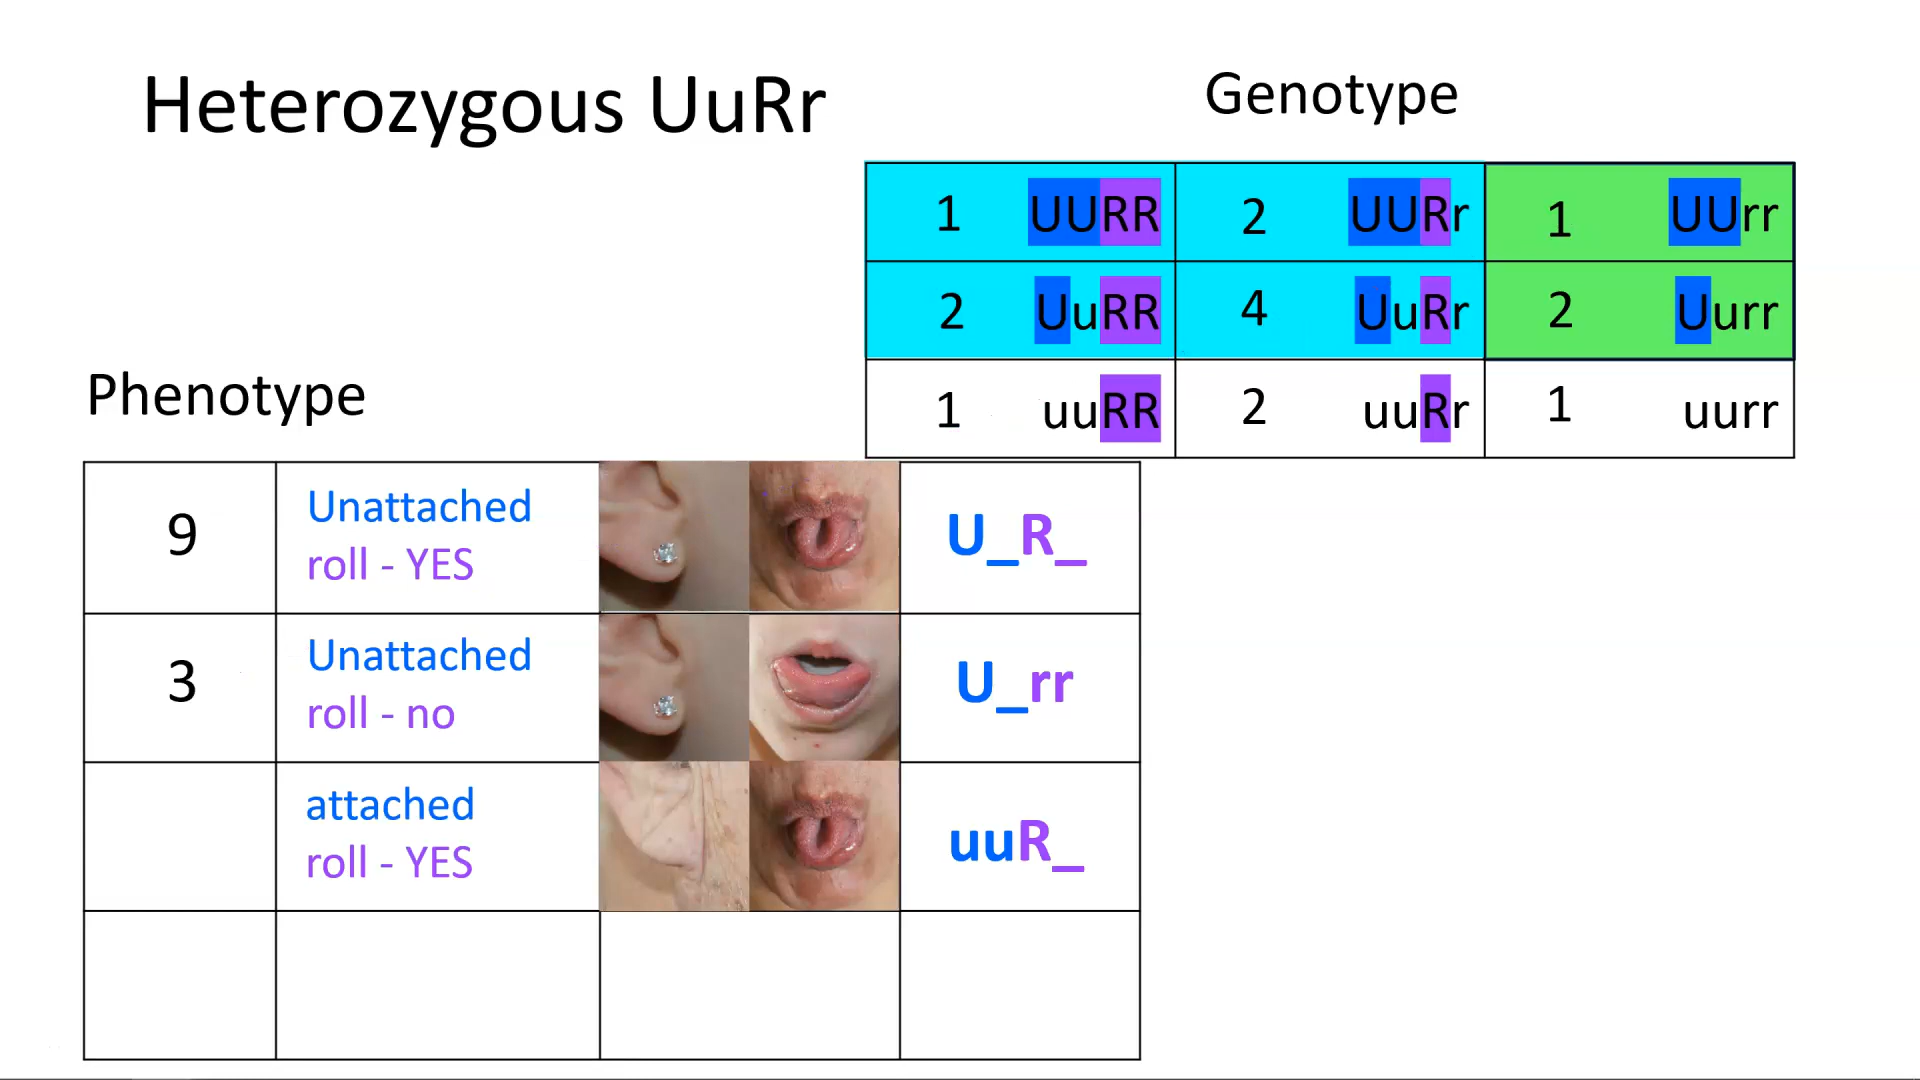 Heterozygous UuRr
Genotype
1 UURR 2 UURr 1 UUrr
2 UuRR 4 UuRr 2 Uurr
1 uuRR 2 uuRr 1 uurr
Phenotype
9
Unattached
roll - YES
U_R_
3
Unattached
roll - no
U_rr
attached
roll - YES
uuR_